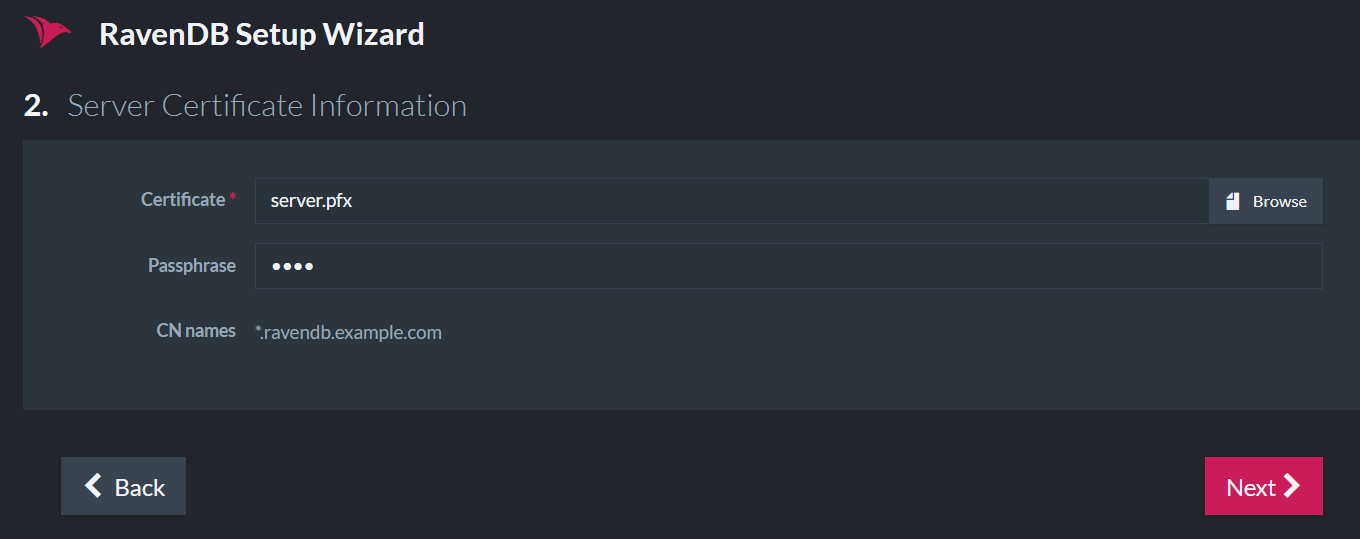 RavenDB Setup Wizard
2. Server Certificate Information
Certificate * server.pfx Browse
Passphrase ••••
CN names *.ravendb.example.com
Back Next